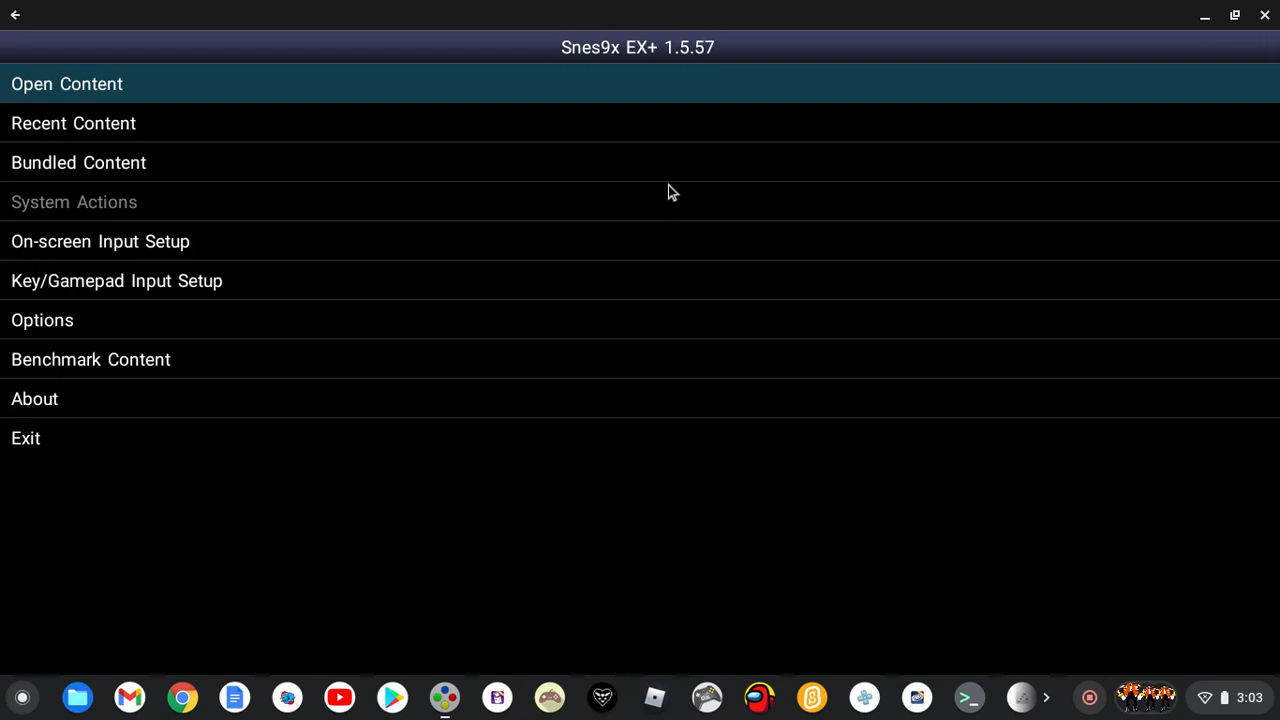 Snes9x EX+ 1.5.57
Open Content
Recent Content
Bundled Content
System Actions
On-screen Input Setup
Key/Gamepad Input Setup
Options
Benchmark Content
About
Exit
3:03